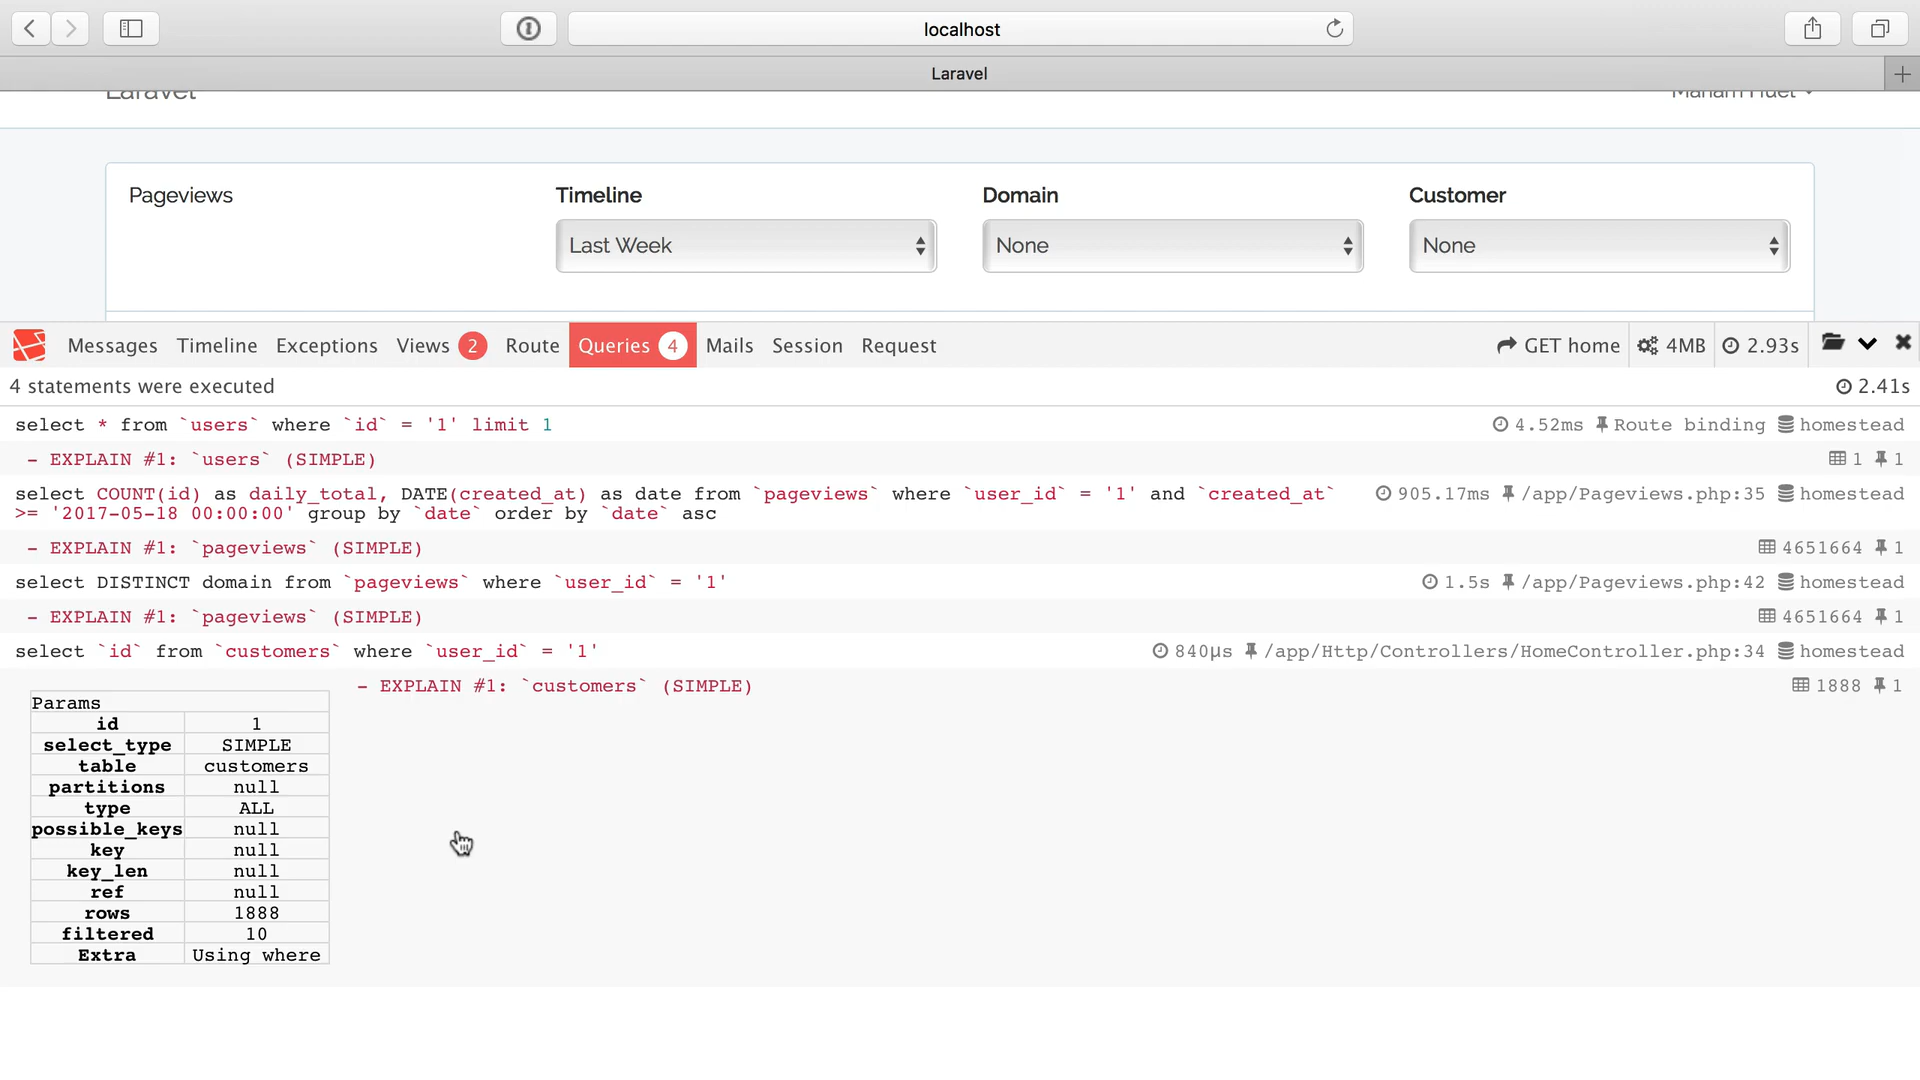 localhost
Laravel
Laravel
Pageviews
Timeline
Domain
Customer
Last Week
None
None
Messages Timeline Exceptions Views 2 Route Queries 4 Mails Session Request GET home 4MB 2.93s
4 statements were executed 2.41s
select * from `users` where `id` = '1' limit 1 4.52ms Route binding homestead
- EXPLAIN #1: `users` (SIMPLE) 1 1
select COUNT(id) as daily_total, DATE(created_at) as date from `pageviews` where `user_id` = '1' and `created_at` 905.17ms /app/Pageviews.php:35 homestead
>= '2017-05-18 00:00:00' group by `date` order by `date` asc
- EXPLAIN #1: `pageviews` (SIMPLE) 4651664 1
select DISTINCT domain from `pageviews` where `user_id` = '1' 1.5s /app/Pageviews.php:42 homestead
- EXPLAIN #1: `pageviews` (SIMPLE) 4651664 1
select `id` from `customers` where `user_id` = '1' 840µs /app/Http/Controllers/HomeController.php:34 homestead
- EXPLAIN #1: `customers` (SIMPLE) 1888 1
Params
id 1
select_type SIMPLE
table customers
partitions null
type ALL
possible_keys null
key null
key_len null
ref null
rows 1888
filtered 10
Extra Using where